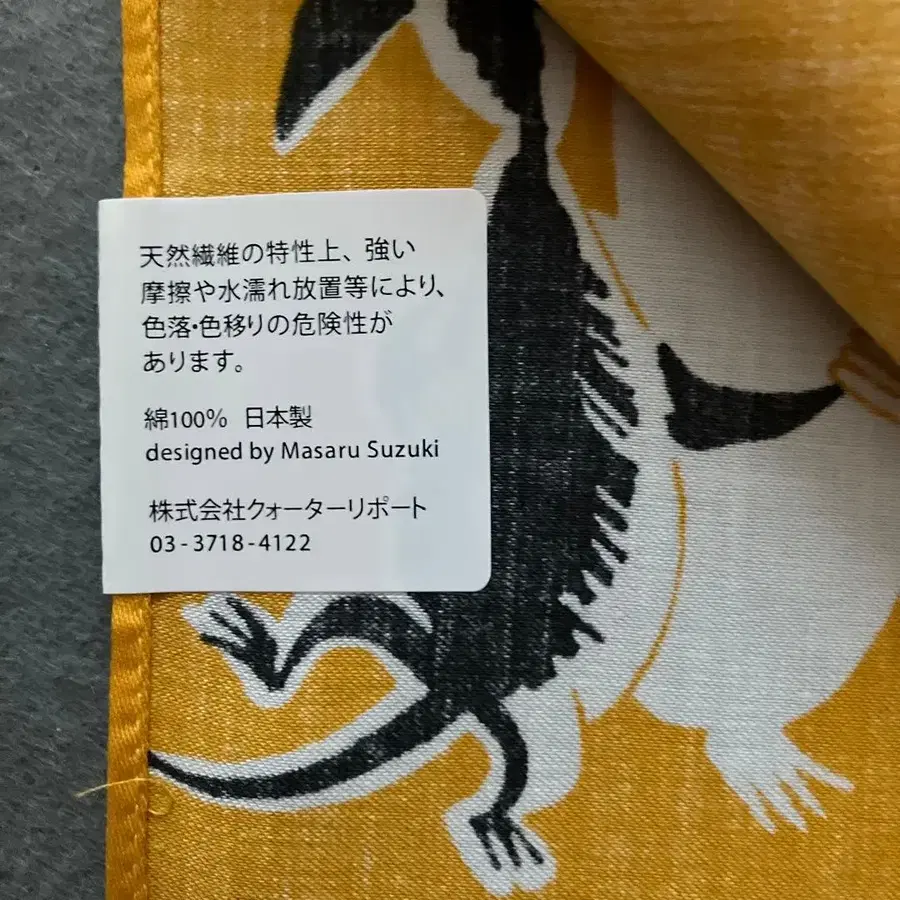 天然繊維の特性上、強い
摩擦や水濡れ放置等により、
色落・色移りの危険性が
あります。
綿100% 日本製
designed by Masaru Suzuki
株式会社クォーターリポート
03-3718-4122